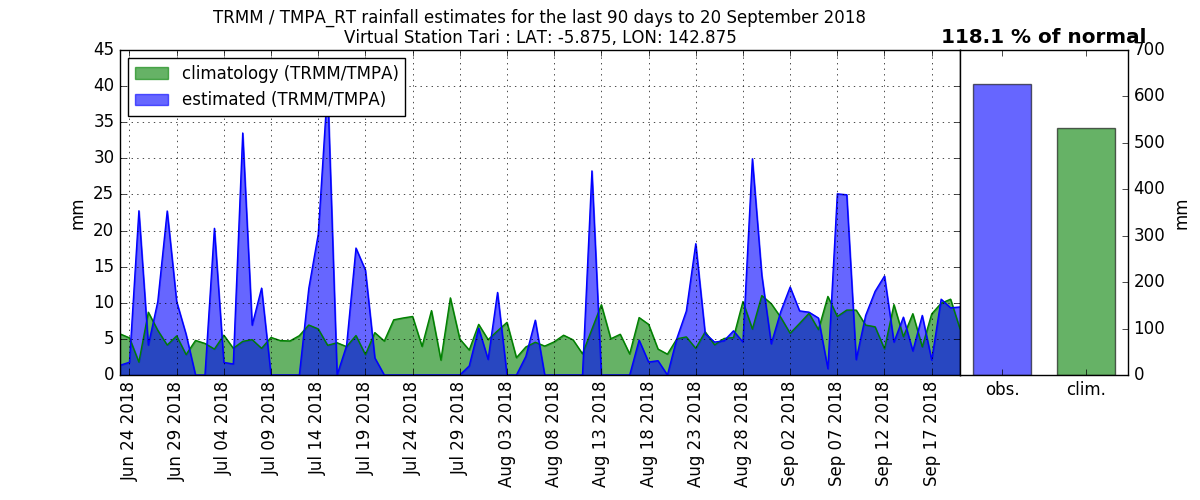 TRMM / TMPA_RT rainfall estimates for the last 90 days to 20 September 2018
Virtual Station Tari : LAT: -5.875, LON: 142.875
118.1 % of normal
climatology (TRMM/TMPA)
estimated (TRMM/TMPA)
mm
45
40
35
30
25
20
15
10
5
0
Jun 24 2018
Jun 29 2018
Jul 04 2018
Jul 09 2018
Jul 14 2018
Jul 19 2018
Jul 24 2018
Jul 29 2018
Aug 03 2018
Aug 08 2018
Aug 13 2018
Aug 18 2018
Aug 23 2018
Aug 28 2018
Sep 02 2018
Sep 07 2018
Sep 12 2018
Sep 17 2018
obs.
clim.
700
600
500
400
300
200
100
0
mm